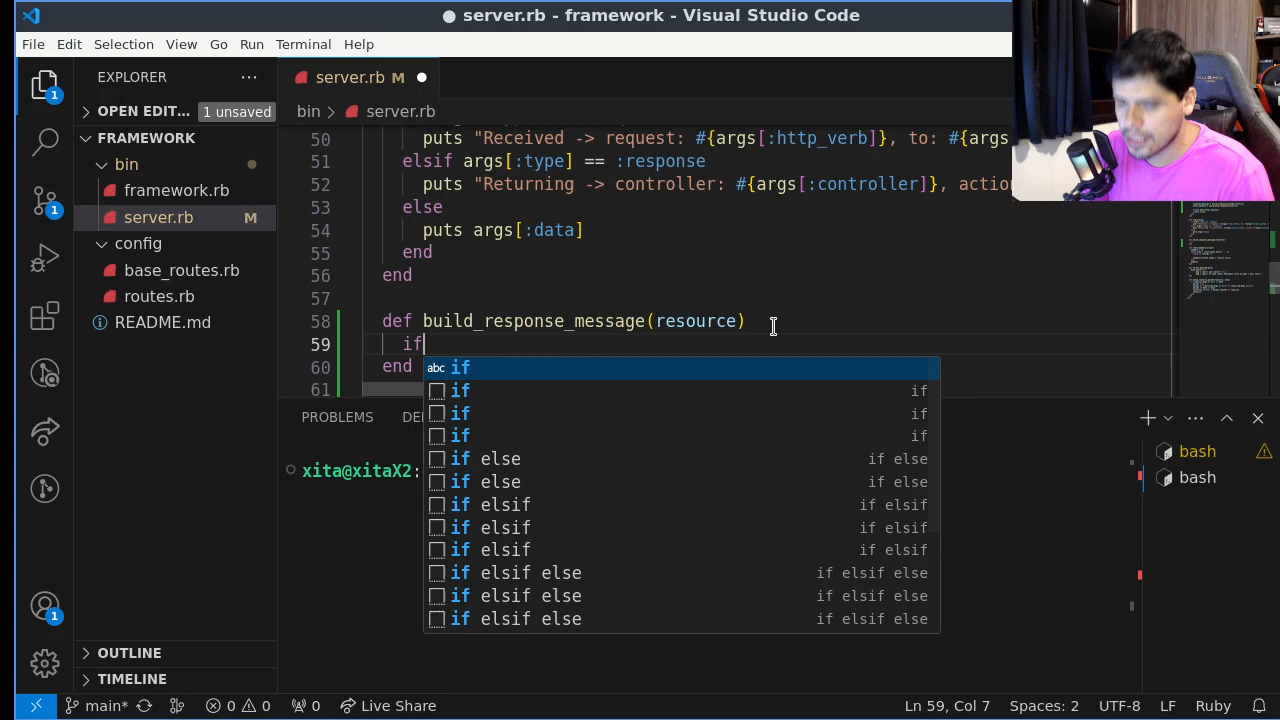 ● server.rb - framework - Visual Studio Code
File Edit Selection View Go Run Terminal Help
EXPLORER
server.rb M
1
OPEN EDIT... 1 unsaved
bin > server.rb
FRAMEWORK
bin
framework.rb
server.rb M
config
base_routes.rb
routes.rb
README.md
1
50 puts "Received -> request: #{args[:http_verb]}, to: #{args
51 elsif args[:type] == :response
52 puts "Returning -> controller: #{args[:controller]}, action
53 else
54 puts args[:data]
55 end
56 end
57
58 def build_response_message(resource)
59 if
60 end
61
abc if
if if
if if
if if
if else if else
if else if else
if elsif if elsif
if elsif if elsif
if elsif if elsif
if elsif else if elsif else
if elsif else if elsif else
if elsif else if elsif else
PROBLEMS DE
xita@xitaX2:
bash
bash
1
OUTLINE
TIMELINE
main* 0 0 0 Live Share Ln 59, Col 7 Spaces: 2 UTF-8 LF Ruby